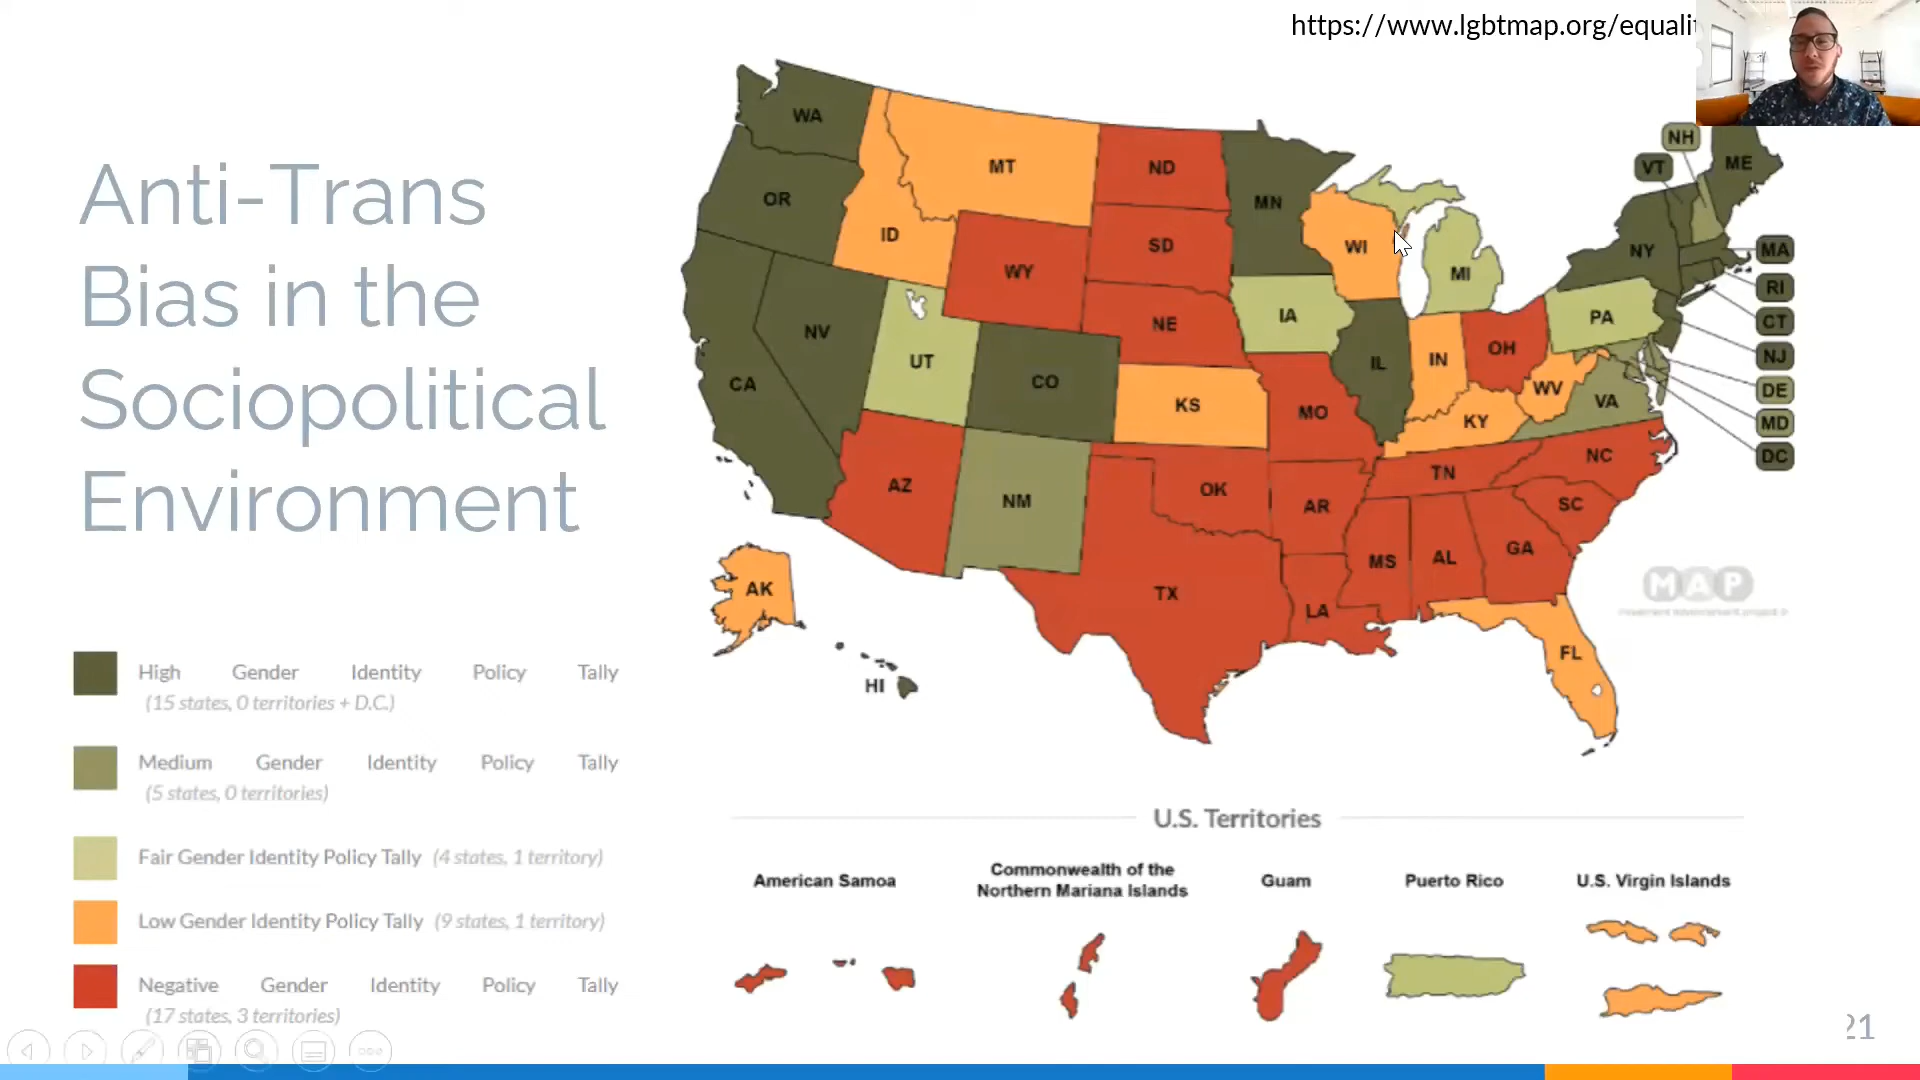 https://www.lgbtmap.org/equali
Anti-Trans
Bias in the
Sociopolitical
Environment
High Gender Identity Policy Tally
(15 states, 0 territories + D.C.)
Medium Gender Identity Policy Tally
(5 states, 0 territories)
Fair Gender Identity Policy Tally (4 states, 1 territory)
Low Gender Identity Policy Tally (9 states, 1 territory)
Negative Gender Identity Policy Tally
(17 states, 3 territories)
WA
OR
CA
NV
ID
MT
WY
UT
CO
AZ
NM
ND
SD
NE
KS
OK
TX
MN
IA
MO
AR
LA
WI
IL
MI
IN
OH
KY
TN
MS
AL
GA
FL
SC
NC
VA
WV
PA
NY
VT
NH
ME
MA
RI
CT
NJ
DE
MD
DC
AK
HI
MAP
U.S. Territories
American Samoa
Commonwealth of the
Northern Mariana Islands
Guam
Puerto Rico
U.S. Virgin Islands
21